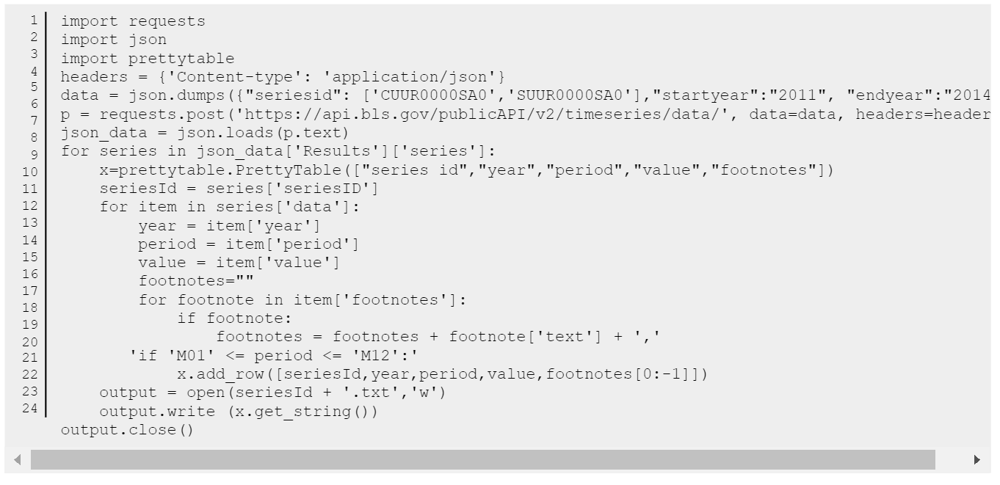 1 import requests
2 import json
3 import prettytable
4 headers = {'Content-type': 'application/json'}
5 data = json.dumps({"seriesid": ['CUUR0000SA0','SUUR0000SA0'],"startyear":"2011", "endyear":"2014
6 p = requests.post('https://api.bls.gov/publicAPI/v2/timeseries/data/', data=data, headers=header
7 json_data = json.loads(p.text)
8 for series in json_data['Results']['series']:
9     x=prettytable.PrettyTable(["series id","year","period","value","footnotes"])
10     seriesId = series['seriesID']
11     for item in series['data']:
12         year = item['year']
13         period = item['period']
14         value = item['value']
15         footnotes=""
16         for footnote in item['footnotes']:
17             if footnote:
18                 footnotes = footnotes + footnote['text'] + ','
19        'if 'M01' <= period <= 'M12':'
20             x.add_row([seriesId,year,period,value,footnotes[0:-1]])
21     output = open(seriesId + '.txt','w')
22     output.write (x.get_string())
23 output.close()
24